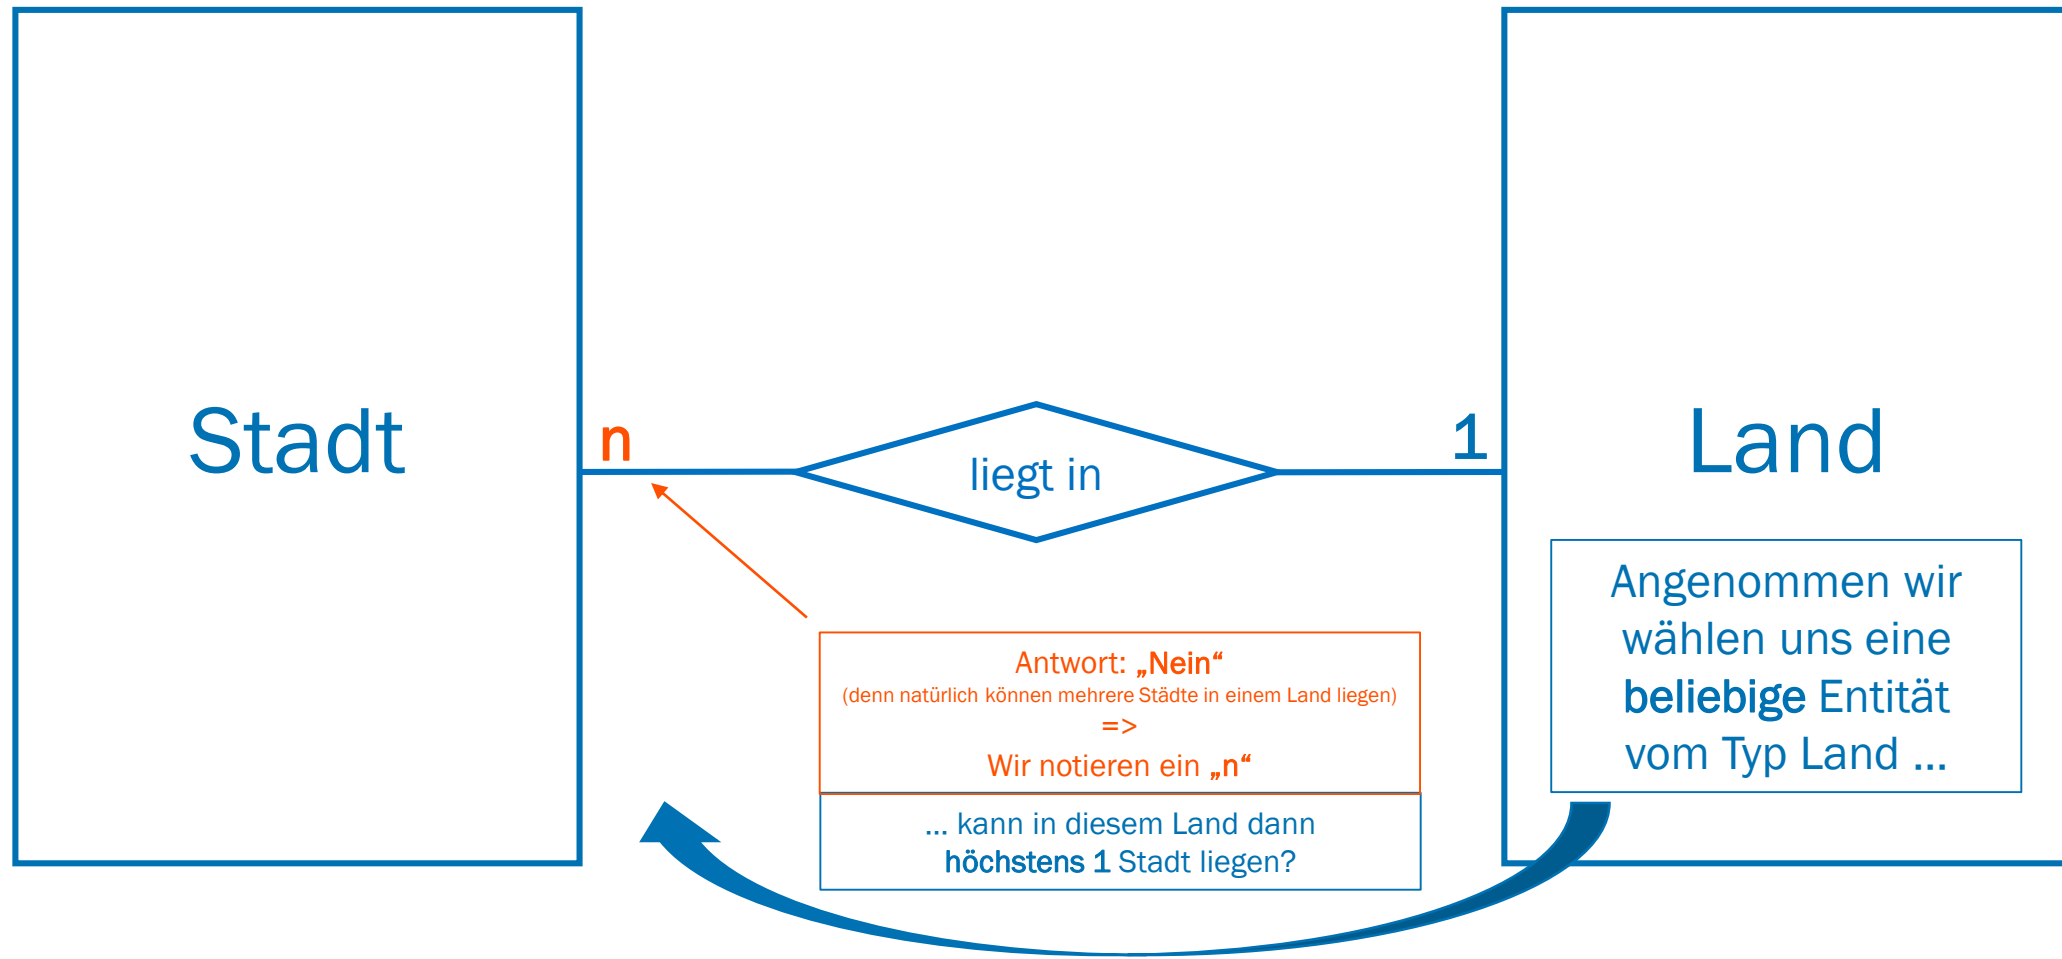 Stadt
n
liegt in
1
Land
Angenommen wir
wählen uns eine
beliebige Entität
vom Typ Land ...
Antwort: „Nein“
(denn natürlich können mehrere Städte in einem Land liegen)
=>
Wir notieren ein „n“
... kann in diesem Land dann
höchstens 1 Stadt liegen?